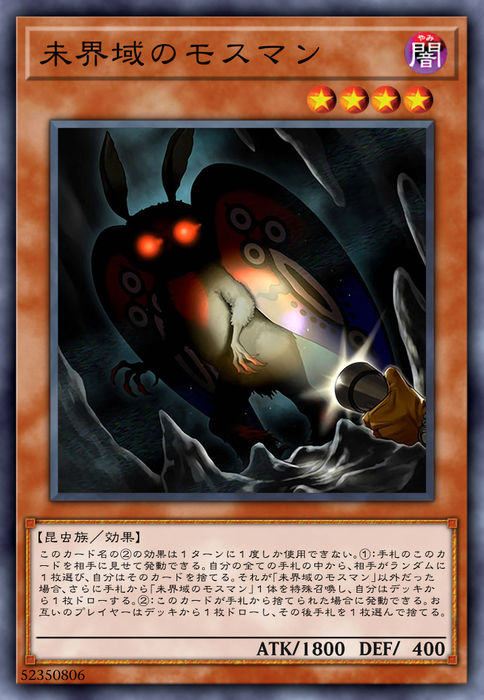 未界域のモスマン
やみ
闇
【昆虫族／効果】
このカード名の②の効果は１ターンに１度しか使用できない。①：手札のこのカ
ードを相手に見せて発動できる。自分の全ての手札の中から、相手がランダムに
１枚選び、自分はそのカードを捨てる。それが「未界域のモスマン」以外だった
場合、さらに手札から「未界域のモスマン」１体を特殊召喚し、自分はデッキか
ら１枚ドローする。②：このカードが手札から捨てられた場合に発動できる。お
互いのプレイヤーはデッキから１枚ドローし、その後手札を１枚選んで捨てる。
ATK/1800 DEF/ 400
52350806